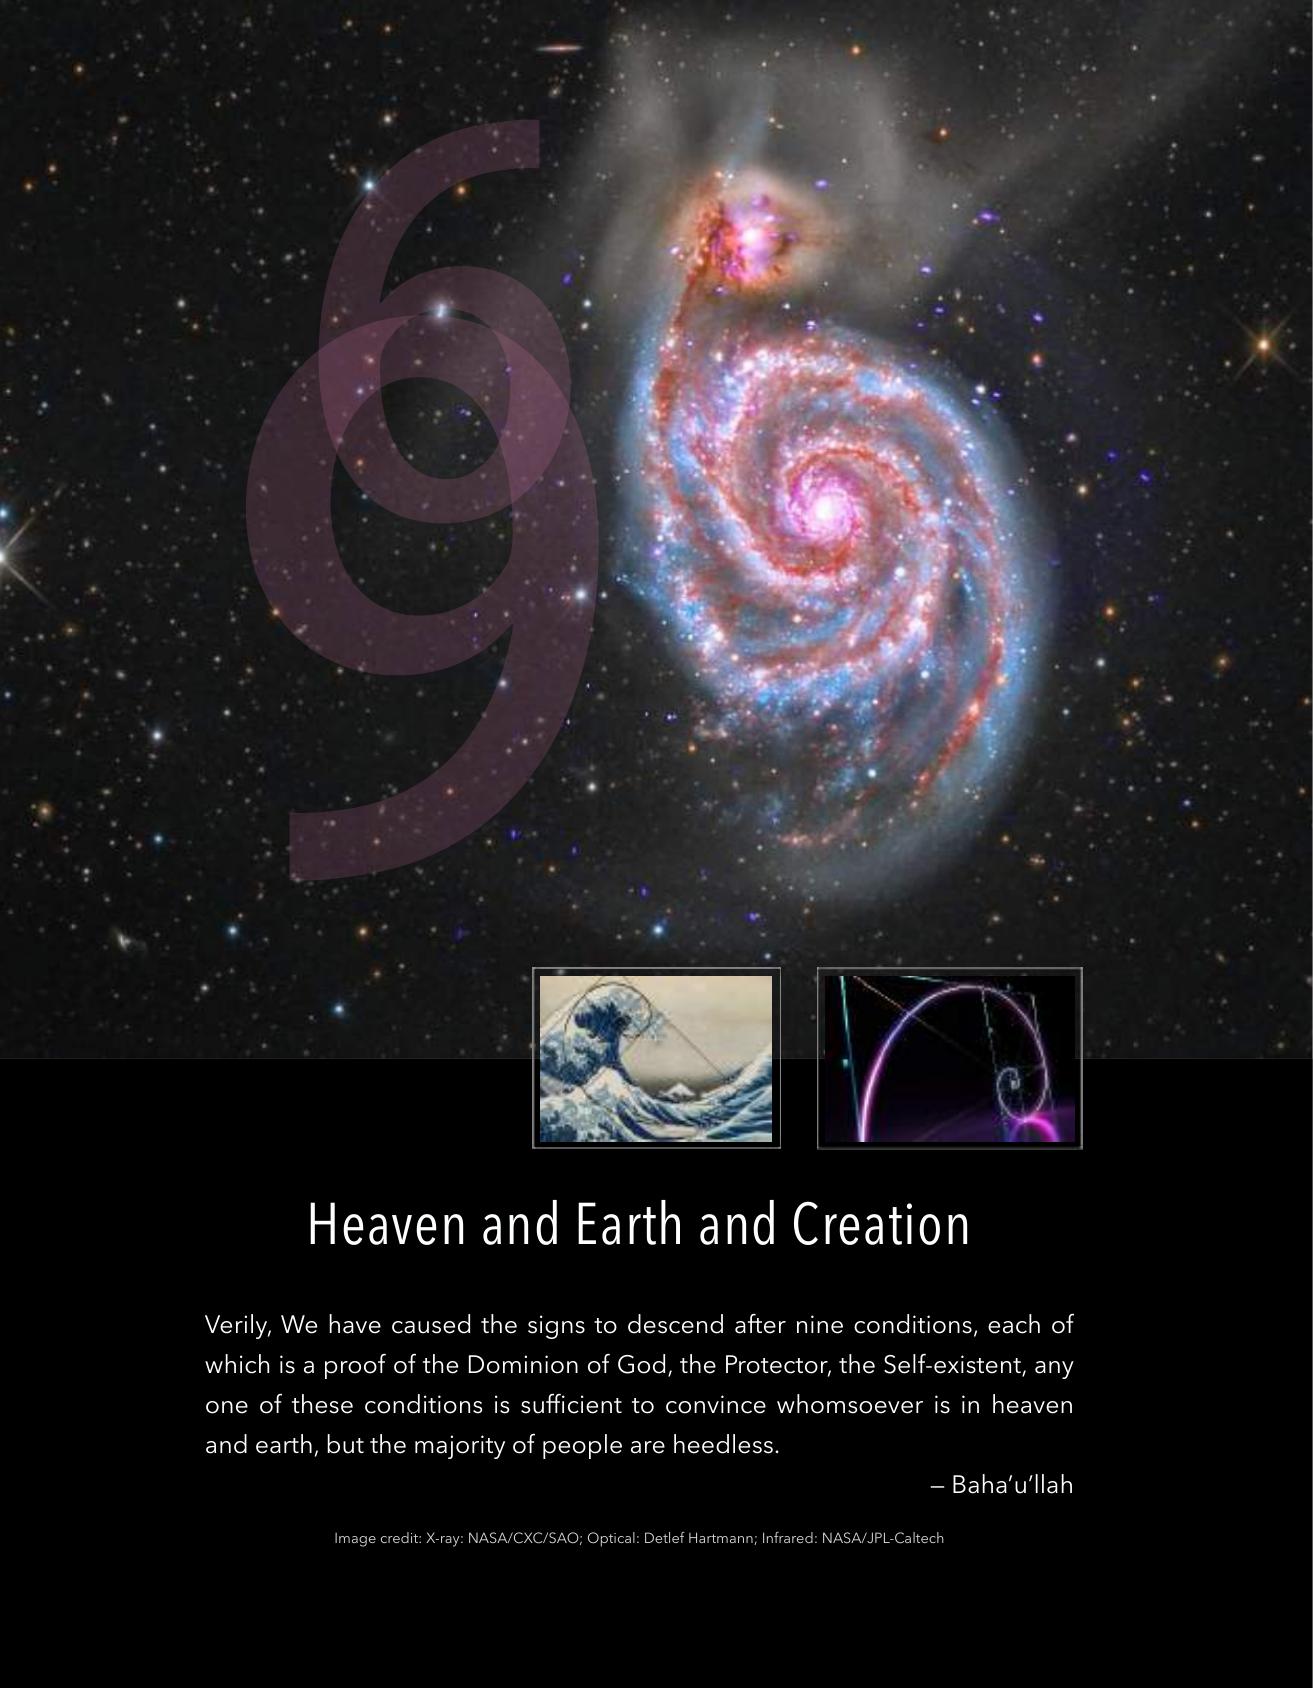 6
9
Heaven and Earth and Creation
Verily, We have caused the signs to descend after nine conditions, each of
which is a proof of the Dominion of God, the Protector, the Self-existent, any
one of these conditions is sufficient to convince whomsoever is in heaven
and earth, but the majority of people are heedless.
– Baha’u’llah
Image credit: X-ray: NASA/CXC/SAO; Optical: Detlef Hartmann; Infrared: NASA/JPL-Caltech